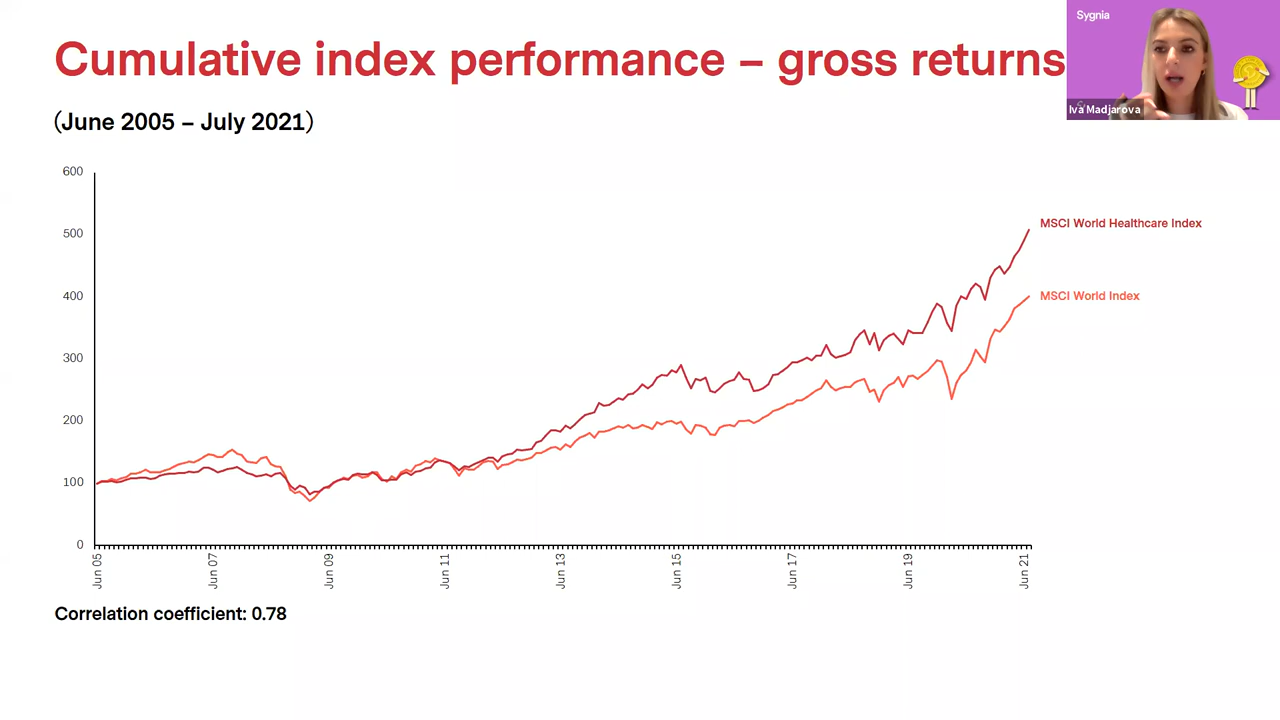 Cumulative index performance – gross returns
(June 2005 – July 2021)
Sygnia
Iva Madjarova
600
500
400
300
200
100
0
MSCI World Healthcare Index
MSCI World Index
Jun 05
Jun 07
Jun 09
Jun 11
Jun 13
Jun 15
Jun 17
Jun 19
Jun 21
Correlation coefficient: 0.78